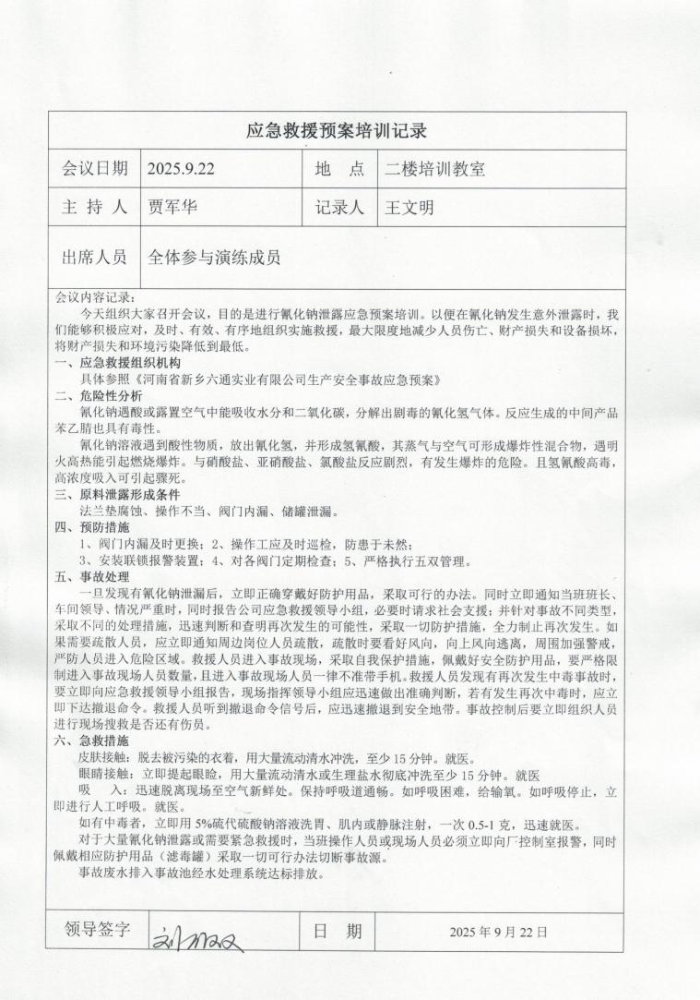 应急救援预案培训记录
会议日期 2025.9.22 地 点 二楼培训教室
主 持 人 贾军华 记录人 王文明
出席人员 全体参与演练成员
会议内容记录：
今天组织大家召开会议，目的是进行氰化钠泄露应急预案培训。以便在氰化钠发生意外泄露时，我
们能够积极应对，及时、有效、有序地组织实施救援，最大限度地减少人员伤亡、财产损失和设备损坏，
将财产损失和环境污染降低到最低。
一、应急救援组织机构
具体参照《河南省新乡六通实业有限公司生产安全事故应急预案》
二、危险性分析
氰化钠遇酸或露置空气中能吸收水分和二氧化碳，分解出剧毒的氰化氢气体。反应生成的中间产品
苯乙腈也具有毒性。
氰化钠溶液遇到酸性物质，放出氰化氢，并形成氢氰酸，其蒸气与空气可形成爆炸性混合物，遇明
火高热能引起燃烧爆炸。与硝酸盐、亚硝酸盐、氯酸盐反应剧烈，有发生爆炸的危险。且氢氰酸高毒，
高浓度吸入可引起骤死。
三、原料泄露形成条件
法兰垫腐蚀、操作不当、阀门内漏、储罐泄漏。
四、预防措施
1、阀门内漏及时更换；2、操作工应及时巡检，防患于未然；
3、安装联锁报警装置；4、对各阀门定期检查；5、严格执行五双管理。
五、事故处理
一旦发现有氰化钠泄漏后，立即正确穿戴好防护用品，采取可行的办法。同时立即通知当班班长、
车间领导、情况严重时，同时报告公司应急救援领导小组，必要时请求社会支援；并针对事故不同类型，
采取不同的处理措施，迅速判断和查明再次发生的可能性，采取一切防护措施，全力制止再次发生。如
果需要疏散人员，应立即通知周边岗位人员疏散，疏散时要看好风向，向上风向逃离，周围加强警戒，
严防人员进入危险区域。救援人员进入事故现场，采取自我保护措施，佩戴好安全防护用品，要严格限
制进入事故现场人员数量，且进入事故现场人员一律不准带手机。救援人员发现有再次发生中毒事故时，
要立即向应急救援领导小组报告，现场指挥领导小组应迅速做出准确判断，若有发生再次中毒时，应立
即下达撤退命令。救援人员听到撤退命令信号后，应迅速撤退到安全地带。事故控制后要立即组织人员
进行现场搜救是否还有伤员。
六、急救措施
皮肤接触：脱去被污染的衣着，用大量流动清水冲洗，至少 15 分钟。就医。
眼睛接触：立即提起眼睑，用大量流动清水或生理盐水彻底冲洗至少 15 分钟。就医
吸 入：迅速脱离现场至空气新鲜处。保持呼吸道通畅。如呼吸困难，给输氧。如呼吸停止，立
即进行人工呼吸。就医。
如有中毒者，立即用 5%硫代硫酸钠溶液洗胃、肌内或静脉注射，一次 0.5-1 克，迅速就医。
对于大量氰化钠泄露或需要紧急救援时，当班操作人员或现场人员必须立即向厂控制室报警，同时
佩戴相应防护用品（滤毒罐）采取一切可行办法切断事故源。
事故废水排入事故池经水处理系统达标排放。
领导签字 日 期 2025 年 9 月 22 日